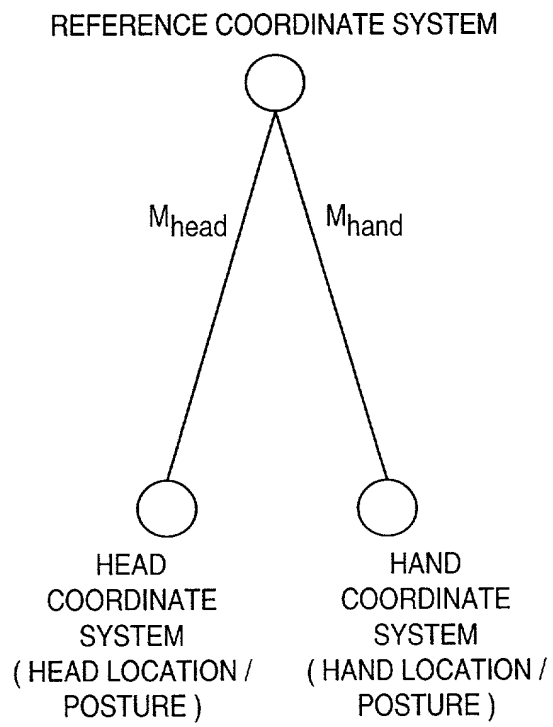 REFERENCE COORDINATE SYSTEM
Mhead
Mhand
HEAD
COORDINATE
SYSTEM
( HEAD LOCATION /
POSTURE )
HAND
COORDINATE
SYSTEM
( HAND LOCATION /
POSTURE )